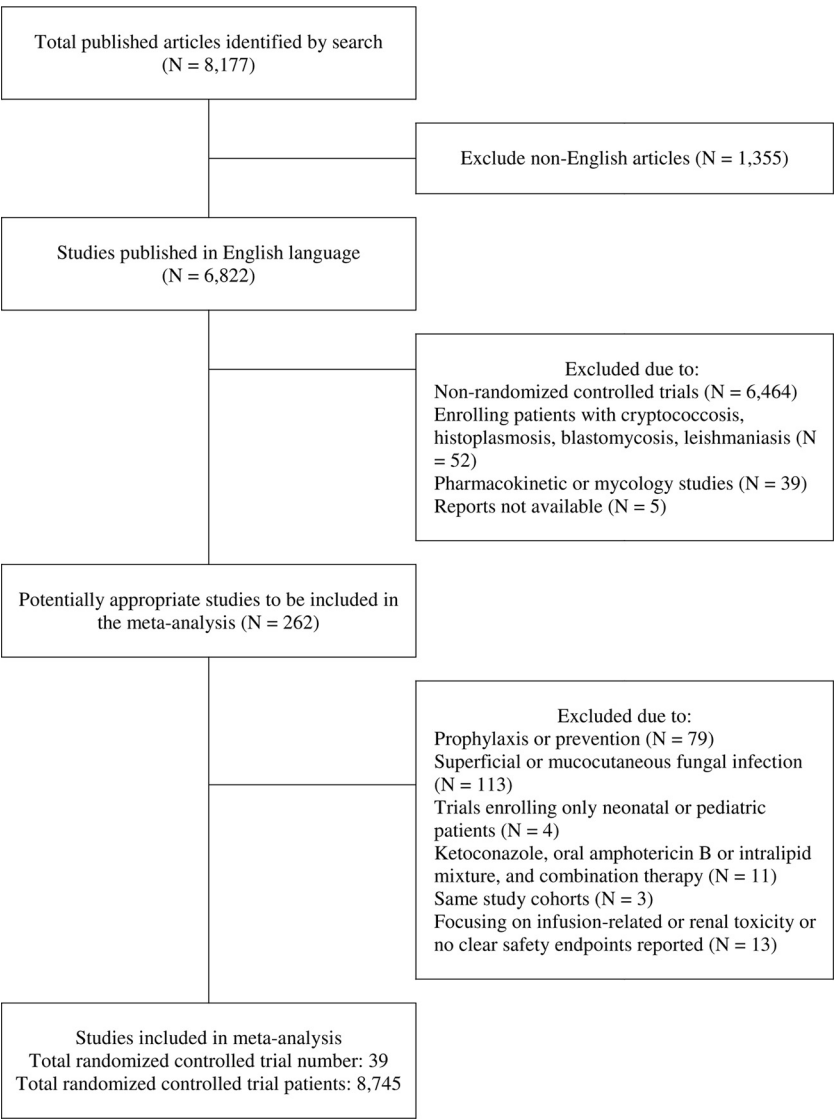 Total published articles identified by search
(N = 8,177)
Exclude non-English articles (N = 1,355)
Studies published in English language
(N = 6,822)
Excluded due to:
Non-randomized controlled trials (N = 6,464)
Enrolling patients with cryptococcosis,
histoplasmosis, blastomycosis, leishmaniasis (N
= 52)
Pharmacokinetic or mycology studies (N = 39)
Reports not available (N = 5)
Potentially appropriate studies to be included in
the meta-analysis (N = 262)
Excluded due to:
Prophylaxis or prevention (N = 79)
Superficial or mucocutaneous fungal infection
(N = 113)
Trials enrolling only neonatal or pediatric
patients (N = 4)
Ketoconazole, oral amphotericin B or intralipid
mixture, and combination therapy (N = 11)
Same study cohorts (N = 3)
Focusing on infusion-related or renal toxicity or
no clear safety endpoints reported (N = 13)
Studies included in meta-analysis
Total randomized controlled trial number: 39
Total randomized controlled trial patients: 8,745